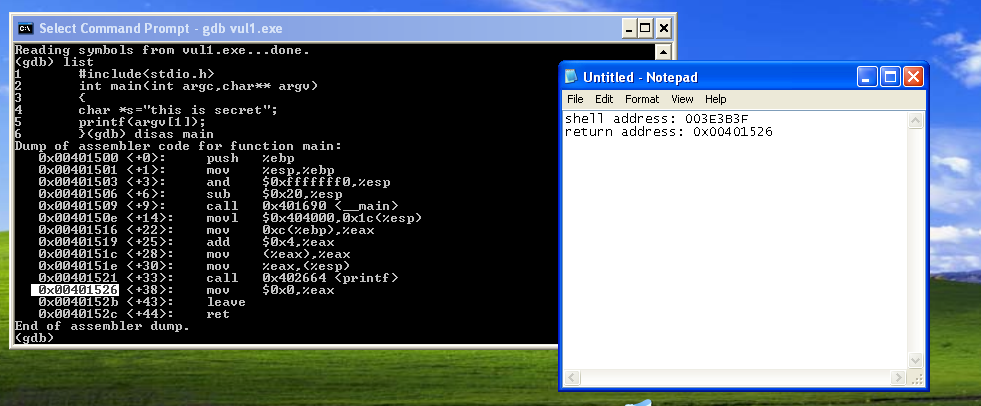 Select Command Prompt - gdb vul1.exe
Reading symbols from vul1.exe...done.
(gdb) list
1 #include<stdio.h>
2 int main(int argc,char** argv)
3 {
4 char *s="this is secret";
5 printf(argv[1]);
6 }(gdb) disas main
Dump of assembler code for function main:
0x00401500 <+0>: push %ebp
0x00401501 <+1>: mov %esp,%ebp
0x00401503 <+3>: and $0xfffffff0,%esp
0x00401506 <+6>: sub $0x20,%esp
0x00401509 <+9>: call 0x401690 <__main>
0x0040150e <+14>: movl $0x404000,0x1c(%esp)
0x00401516 <+22>: mov 0xc(%ebp),%eax
0x00401519 <+25>: add $0x4,%eax
0x0040151c <+28>: mov (%eax),%eax
0x0040151e <+30>: mov %eax,(%esp)
0x00401521 <+33>: call 0x402664 <printf>
0x00401526 <+38>: mov $0x0,%eax
0x0040152b <+43>: leave
0x0040152c <+44>: ret
End of assembler dump.
(gdb)
Untitled - Notepad
File Edit Format View Help
shell address: 003E3B3F
return address: 0x00401526